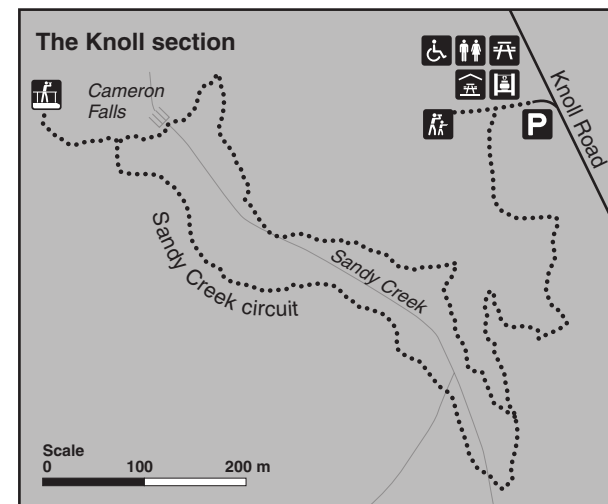 The Knoll section
Cameron
Falls
P
Knoll Road
Sandy Creek
Sandy Creek circuit
Scale
0 100 200 m